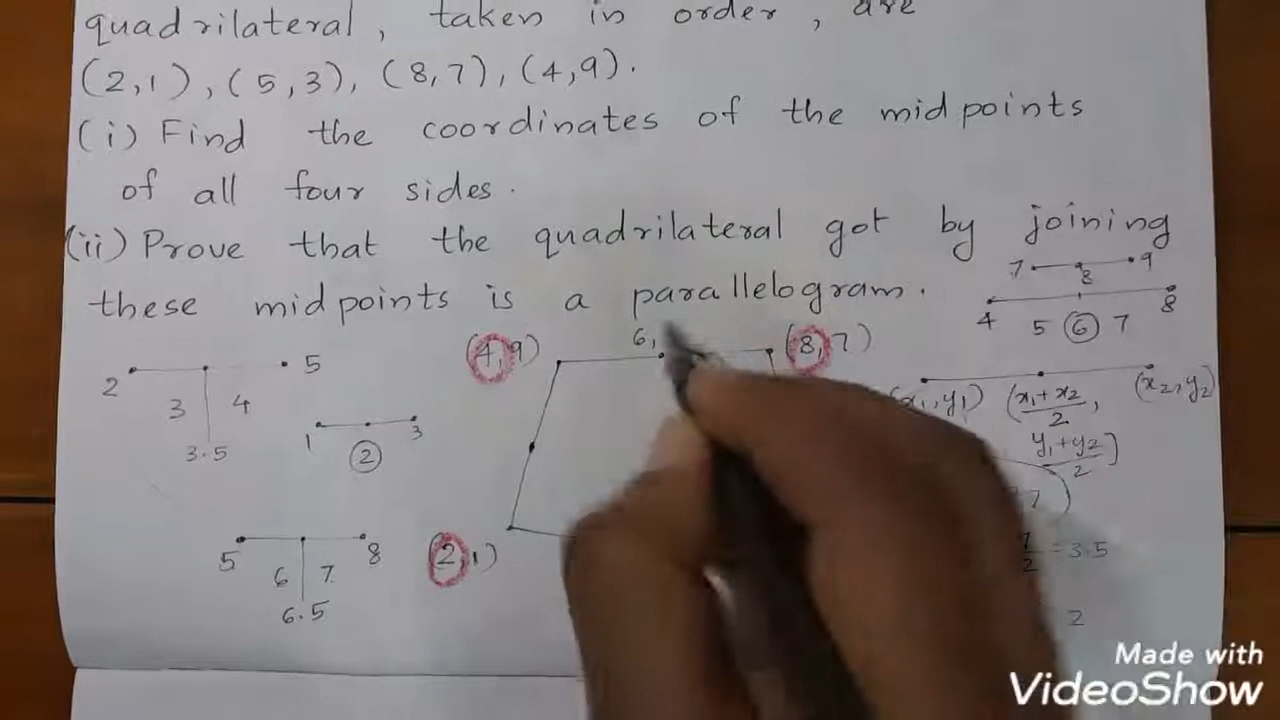 quadrilateral, taken in order, are
(2,1), (5,3), (8,7), (4,9).
(i) Find the coordinates of the midpoints
of all four sides.
(ii) Prove that the quadrilateral got by joining
these midpoints is a parallelogram.
7 8 9
4 5 6 7 8
2 3 4 5
3.5
1 2 3
5 6 7 8
6.5
(4,9) 6, (8,7)
(2,1)
(x1+x2/2, y1+y2/2) (x2,y2)
= 3.5
2
Made with
VideoShow